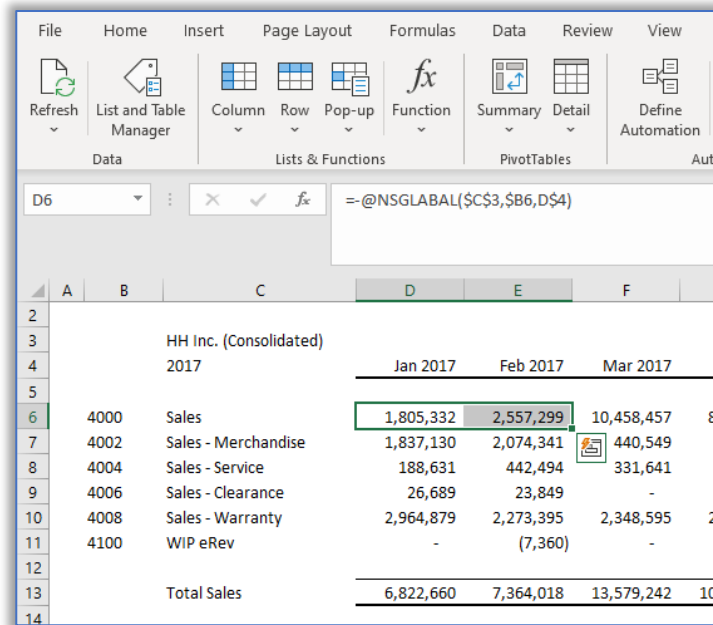 File Home Insert Page Layout Formulas Data Review View
Refresh List and Table Manager Column Row Pop-up Function Summary Detail Define Automation
Data Lists & Functions PivotTables Aut
D6 fx =-@NSGLABAL($C$3,$B6,D$4)
A B C D E F
2
3 HH Inc. (Consolidated)
4 2017 Jan 2017 Feb 2017 Mar 2017
5
6 4000 Sales 1,805,332 2,557,299 10,458,457 8
7 4002 Sales - Merchandise 1,837,130 2,074,341 440,549
8 4004 Sales - Service 188,631 442,494 331,641
9 4006 Sales - Clearance 26,689 23,849 -
10 4008 Sales - Warranty 2,964,879 2,273,395 2,348,595 2
11 4100 WIP eRev - (7,360) -
12
13 Total Sales 6,822,660 7,364,018 13,579,242 10
14